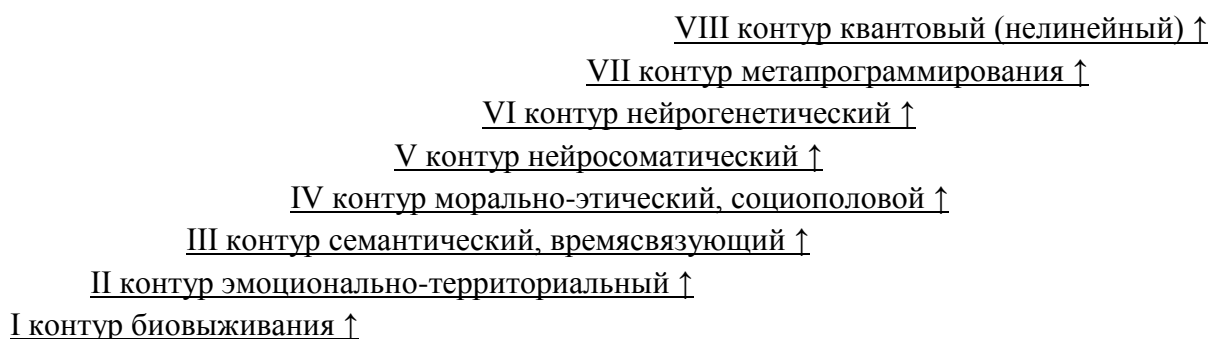 VIII контур квантовый (нелинейный) ↑
VII контур метапрограммирования ↑
VI контур нейрогенетический ↑
V контур нейросоматический ↑
IV контур морально-этический, социополовой ↑
III контур семантический, времясвязующий ↑
II контур эмоционально-территориальный ↑
I контур биовыживания ↑